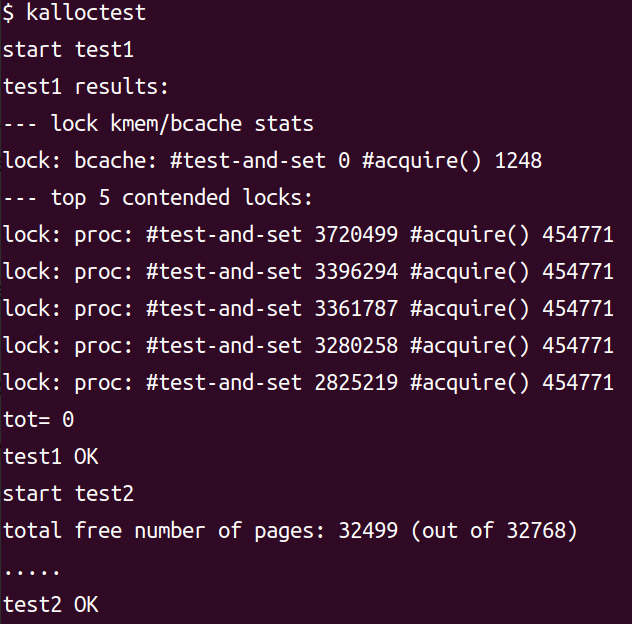 $ kalloctest
start test1
test1 results:
--- lock kmem/bcache stats
lock: bcache: #test-and-set 0 #acquire() 1248
--- top 5 contended locks:
lock: proc: #test-and-set 3720499 #acquire() 454771
lock: proc: #test-and-set 3396294 #acquire() 454771
lock: proc: #test-and-set 3361787 #acquire() 454771
lock: proc: #test-and-set 3280258 #acquire() 454771
lock: proc: #test-and-set 2825219 #acquire() 454771
tot= 0
test1 OK
start test2
total free number of pages: 32499 (out of 32768)
.....
test2 OK